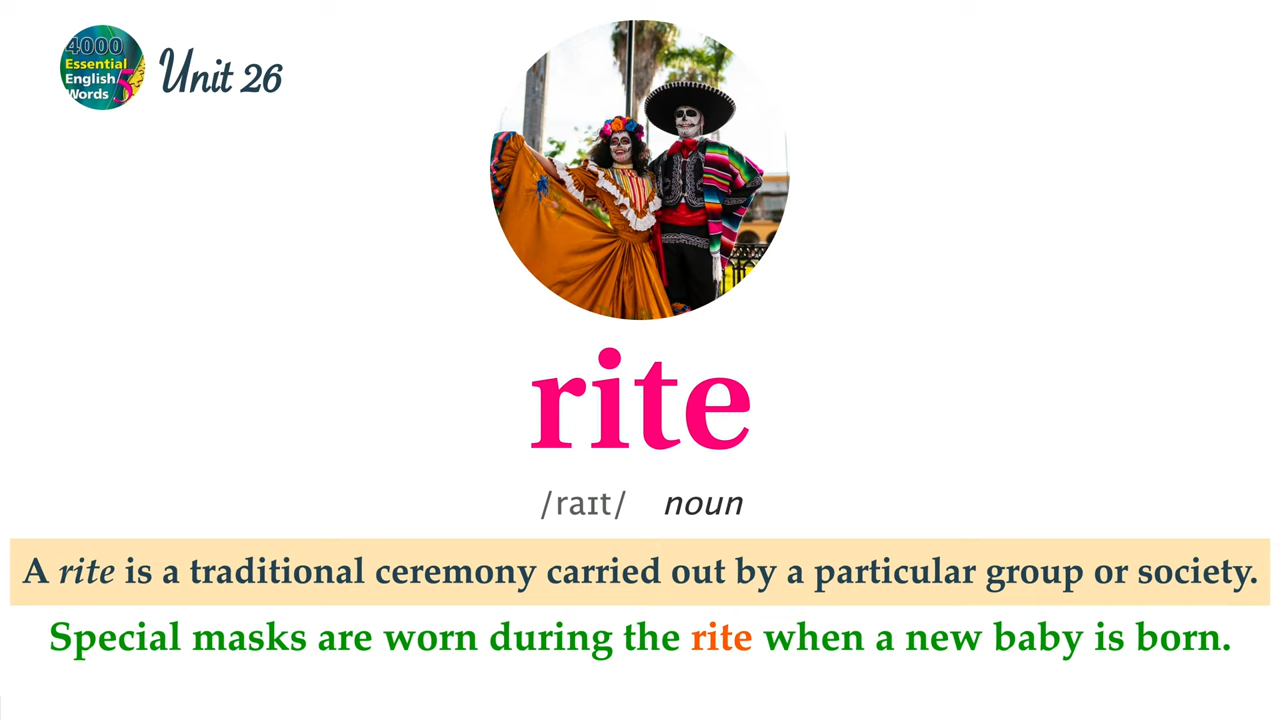 4000
Essential
English
Words 5
Unit 26
rite
/raɪt/ noun
A rite is a traditional ceremony carried out by a particular group or society.
Special masks are worn during the rite when a new baby is born.